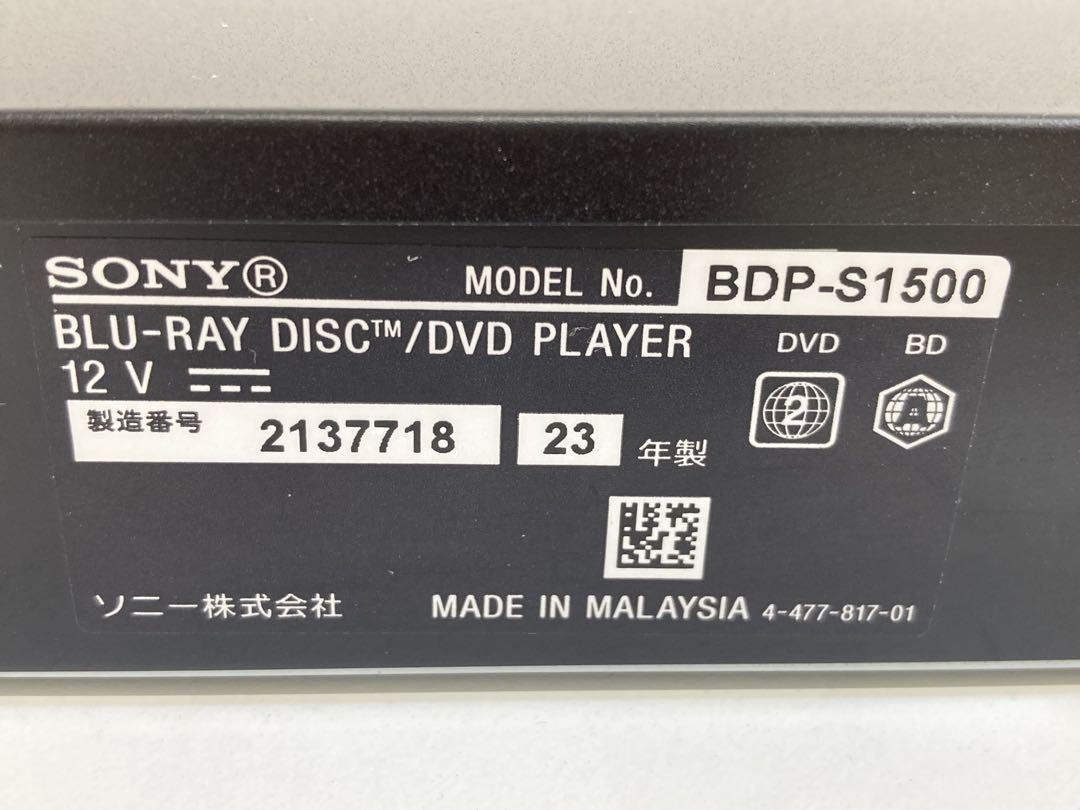 SONY® MODEL No. BDP-S1500
BLU-RAY DISC™/DVD PLAYER DVD BD
12 V
2 A
製造番号 2137718 23 年製
ソニー株式会社 MADE IN MALAYSIA 4-477-817-01